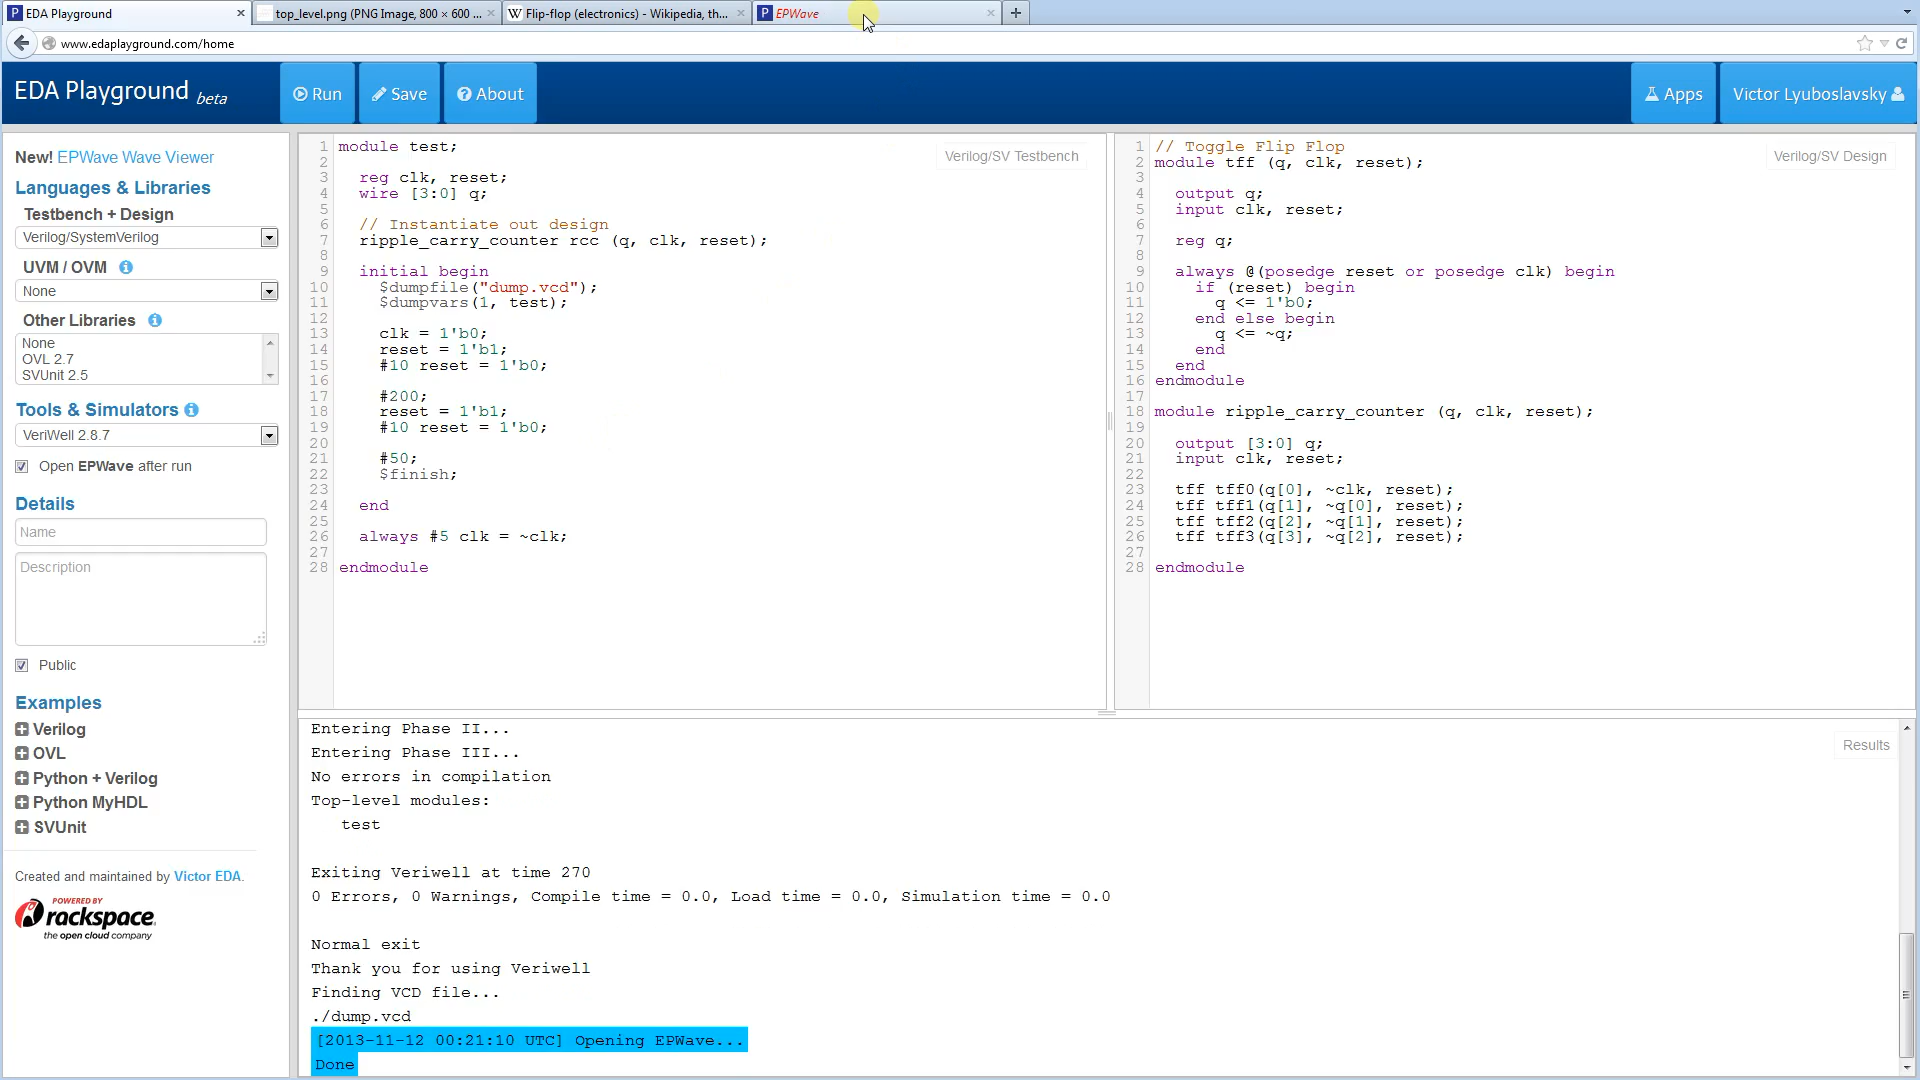 EDA Playground
top_level.png (PNG Image, 800 × 600 ...
Flip-flop (electronics) - Wikipedia, th...
EPWave
www.edaplayground.com/home
EDA Playground beta
Run
Save
About
Apps
Victor Lyuboslavsky
New! EPWave Wave Viewer
Languages & Libraries
Testbench + Design
Verilog/SystemVerilog
UVM / OVM
None
Other Libraries
None
OVL 2.7
SVUnit 2.5
Tools & Simulators
VeriWell 2.8.7
Open EPWave after run
Details
Name
Description
Public
Examples
Verilog
OVL
Python + Verilog
Python MyHDL
SVUnit
Created and maintained by Victor EDA.
POWERED BY
rackspace.
the open cloud company
Verilog/SV Testbench
1 module test;
2
3 reg clk, reset;
4 wire [3:0] q;
5
6 // Instantiate out design
7 ripple_carry_counter rcc (q, clk, reset);
8
9 initial begin
10 $dumpfile("dump.vcd");
11 $dumpvars(1, test);
12
13 clk = 1'b0;
14 reset = 1'b1;
15 #10 reset = 1'b0;
16
17 #200;
18 reset = 1'b1;
19 #10 reset = 1'b0;
20
21 #50;
22 $finish;
23
24 end
25
26 always #5 clk = ~clk;
27
28 endmodule
Verilog/SV Design
1 // Toggle Flip Flop
2 module tff (q, clk, reset);
3
4 output q;
5 input clk, reset;
6
7 reg q;
8
9 always @(posedge reset or posedge clk) begin
10 if (reset) begin
11 q <= 1'b0;
12 end else begin
13 q <= ~q;
14 end
15 end
16 endmodule
17
18 module ripple_carry_counter (q, clk, reset);
19
20 output [3:0] q;
21 input clk, reset;
22
23 tff tff0(q[0], ~clk, reset);
24 tff tff1(q[1], ~q[0], reset);
25 tff tff2(q[2], ~q[1], reset);
26 tff tff3(q[3], ~q[2], reset);
27
28 endmodule
Results
Entering Phase II...
Entering Phase III...
No errors in compilation
Top-level modules:
test
Exiting Veriwell at time 270
0 Errors, 0 Warnings, Compile time = 0.0, Load time = 0.0, Simulation time = 0.0
Normal exit
Thank you for using Veriwell
Finding VCD file...
./dump.vcd
[2013-11-12 00:21:10 UTC] Opening EPWave...
Done